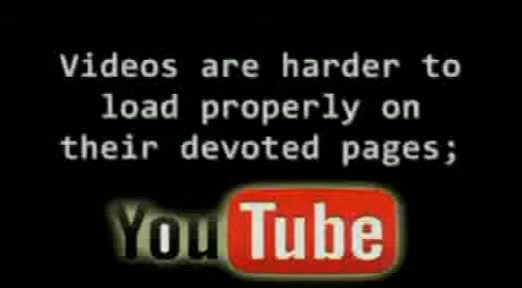 Videos are harder to
load properly on
their devoted pages;
YouTube